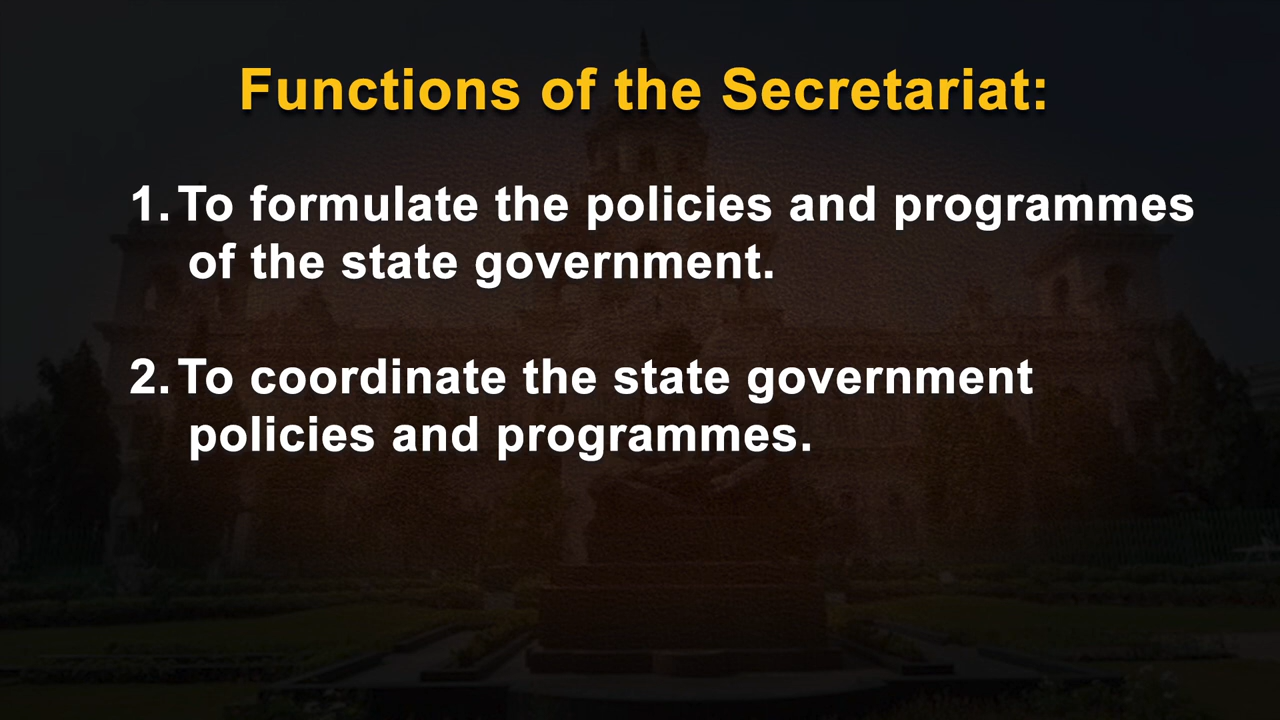 Functions of the Secretariat:
1. To formulate the policies and programmes
of the state government.
2. To coordinate the state government
policies and programmes.